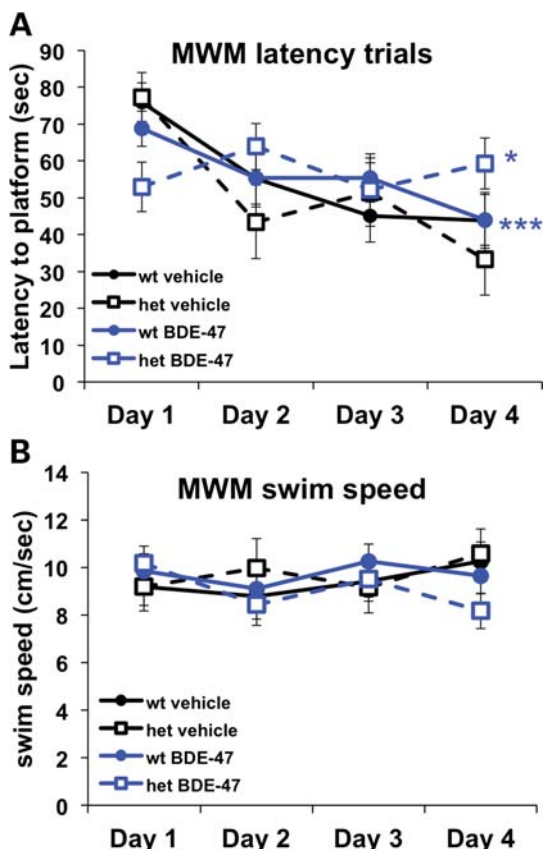 A
MWM latency trials
Latency to platform (sec)
90
80
70
60
50
40
30
20
10
0
*
***
wt vehicle
het vehicle
wt BDE-47
het BDE-47
Day 1 Day 2 Day 3 Day 4
B
MWM swim speed
swim speed (cm/sec)
14
12
10
8
6
4
2
0
wt vehicle
het vehicle
wt BDE-47
het BDE-47
Day 1 Day 2 Day 3 Day 4